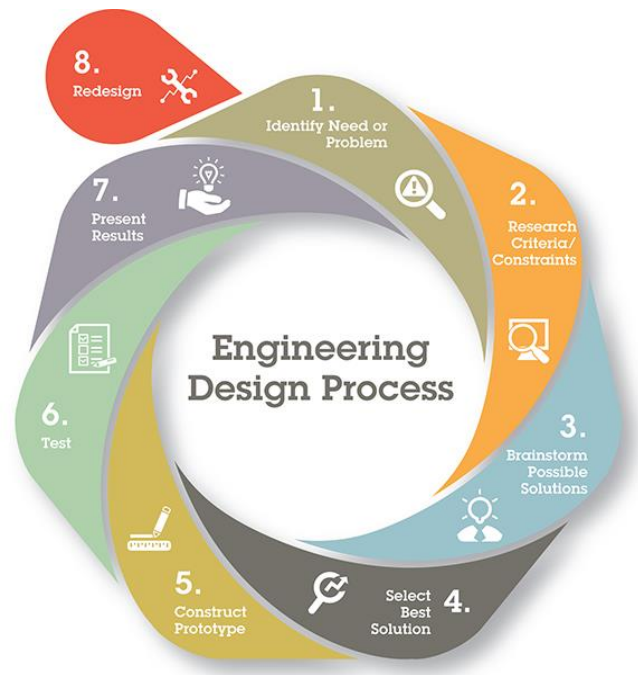 Engineering
Design Process
1.
Identify Need or
Problem
2.
Research
Criteria/
Constraints
3.
Brainstorm
Possible
Solutions
4.
Select
Best
Solution
5.
Construct
Prototype
6.
Test
7.
Present
Results
8.
Redesign